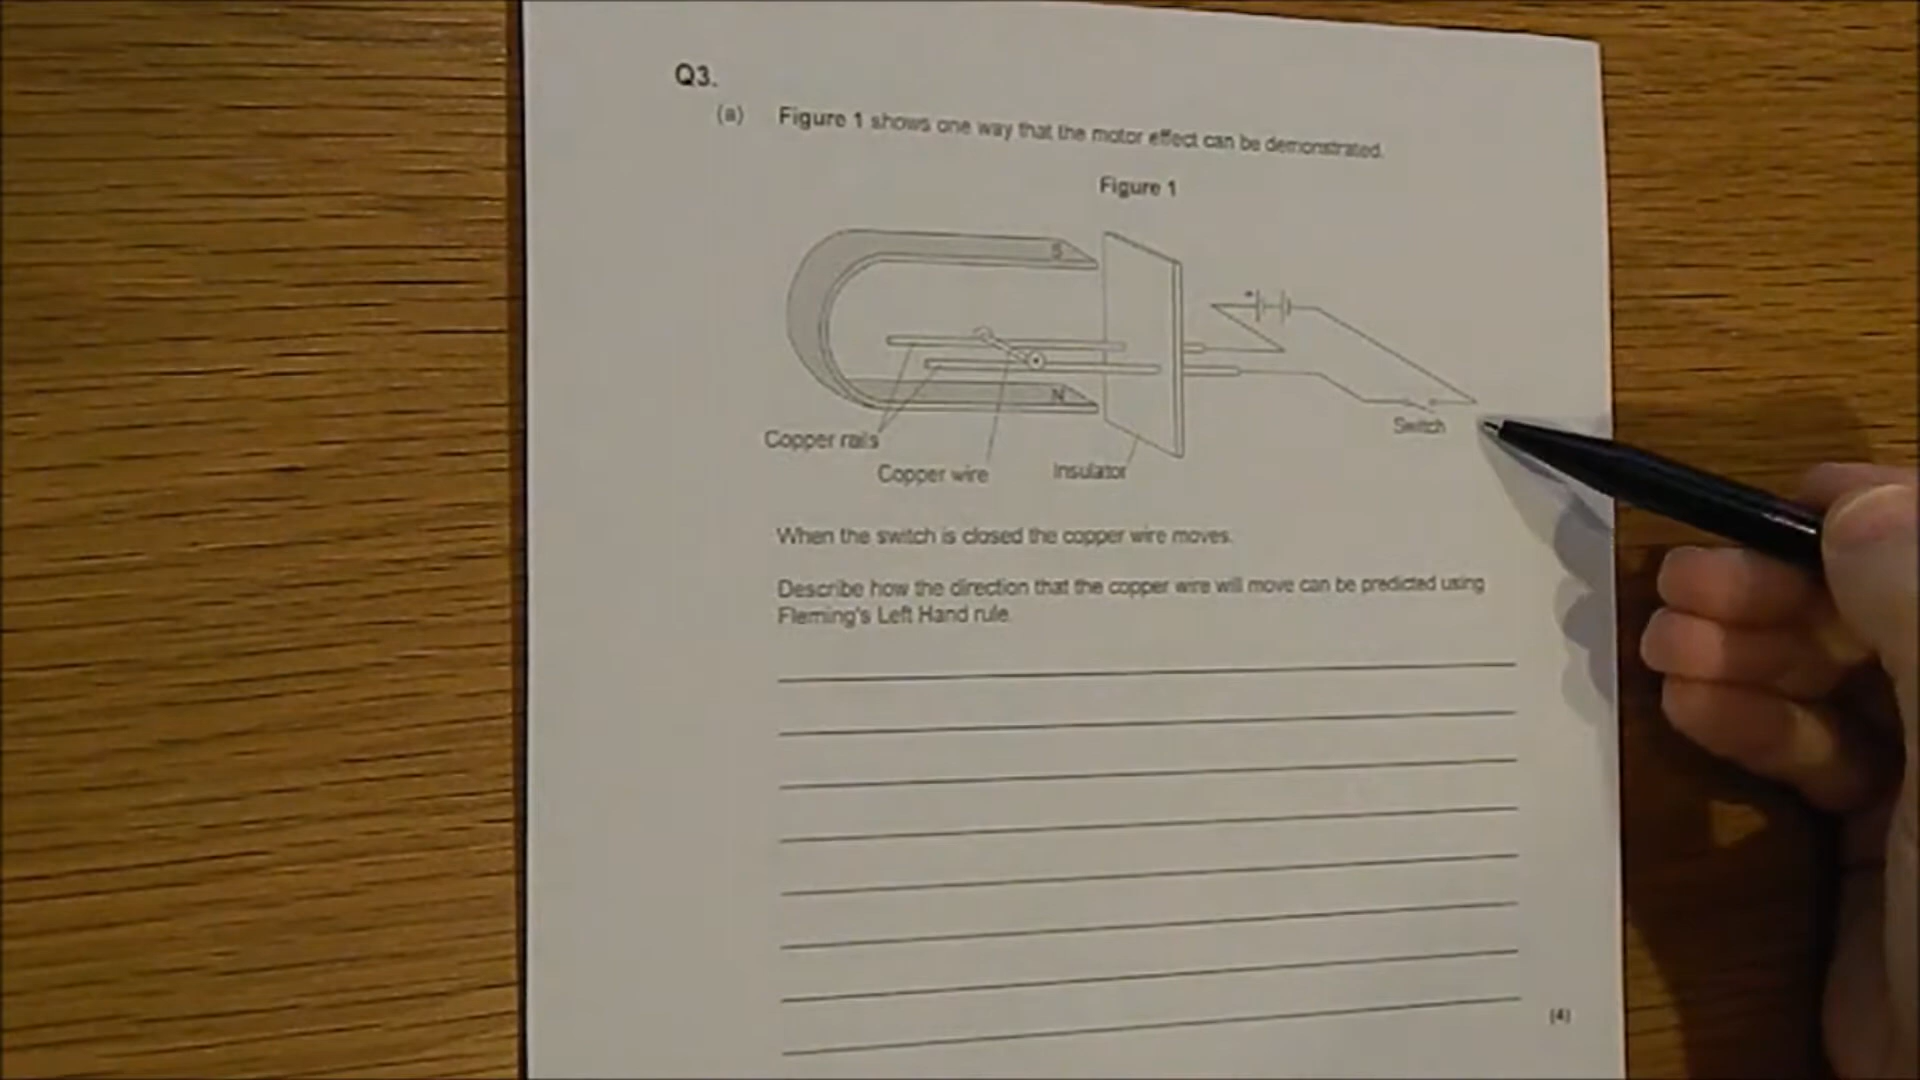 Q3.
(a) Figure 1 shows one way that the motor effect can be demonstrated.
Figure 1
S
+
N
Switch
Copper rails
Copper wire
Insulator
When the switch is closed the copper wire moves.
Describe how the direction that the copper wire will move can be predicted using
Fleming's Left Hand rule.
(4)